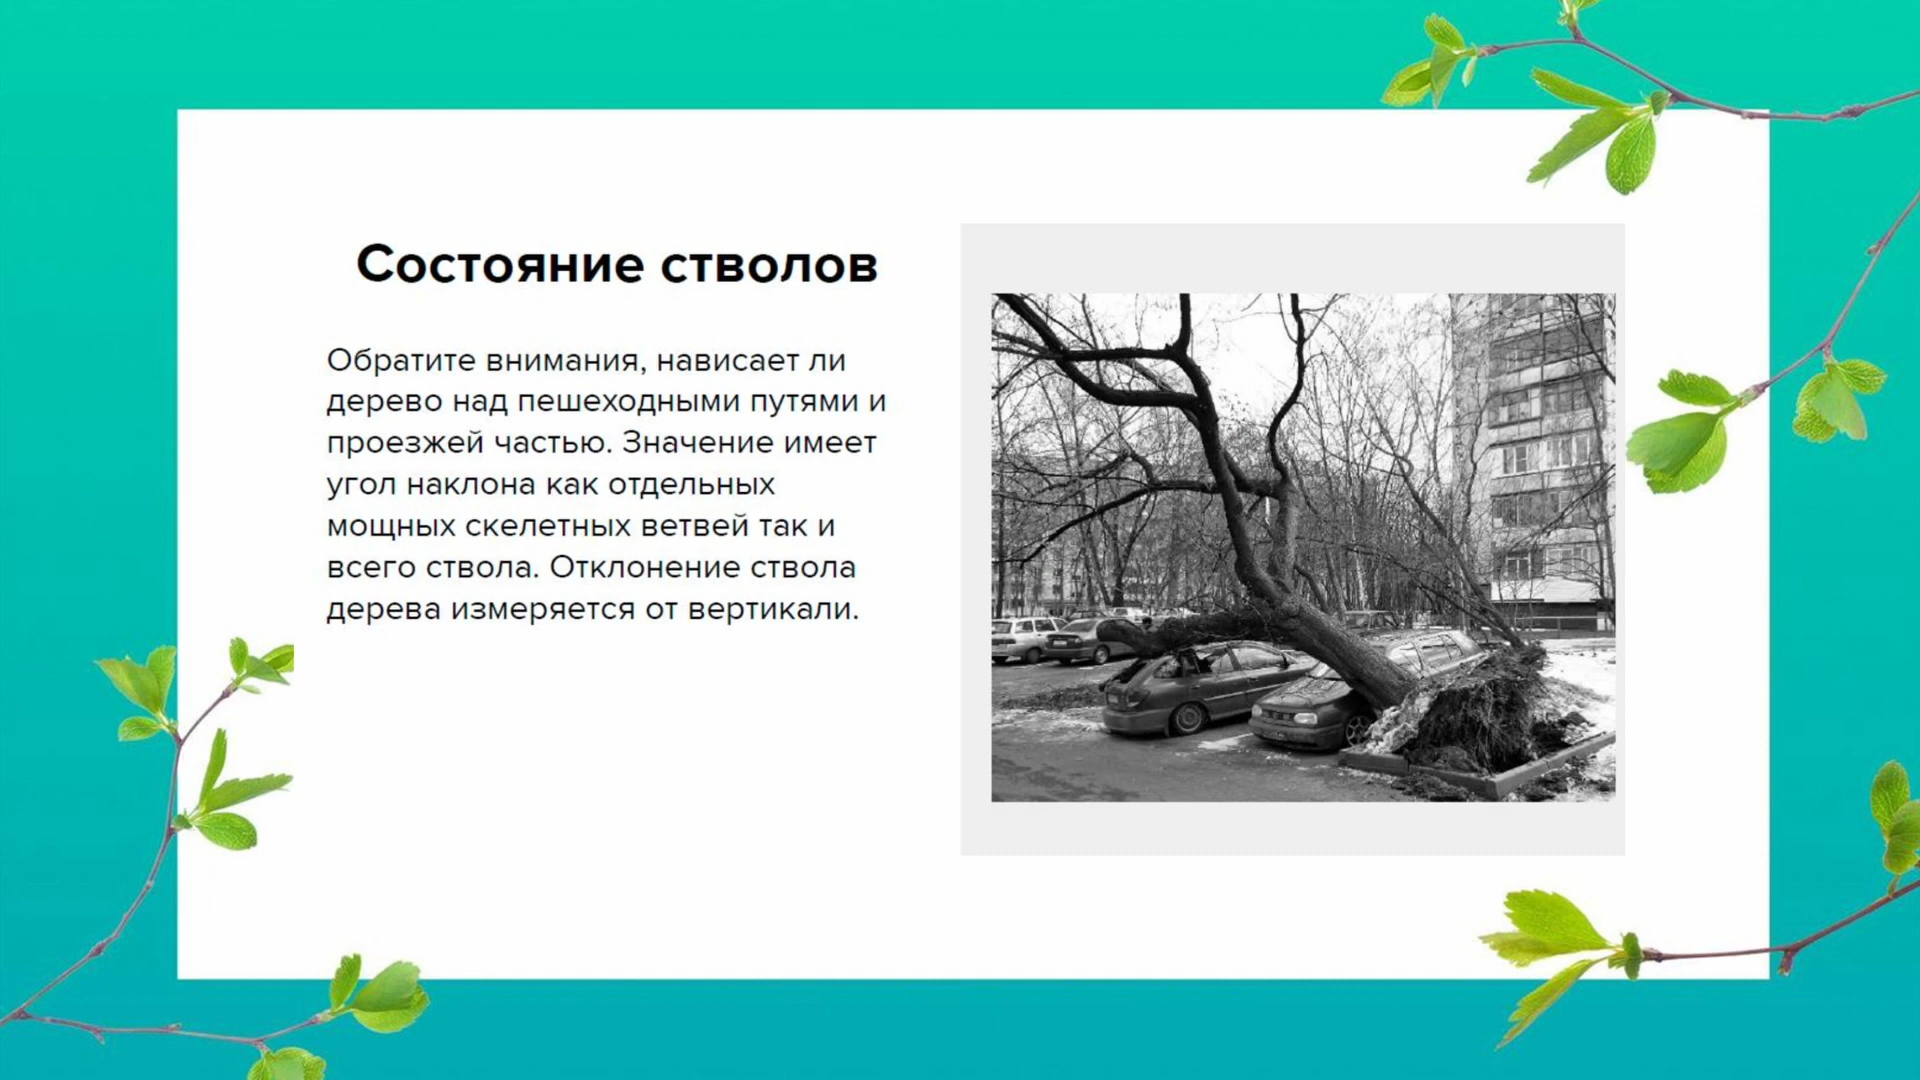 Состояние стволов
Обратите внимания, нависает ли
дерево над пешеходными путями и
проезжей частью. Значение имеет
угол наклона как отдельных
мощных скелетных ветвей так и
всего ствола. Отклонение ствола
дерева измеряется от вертикали.